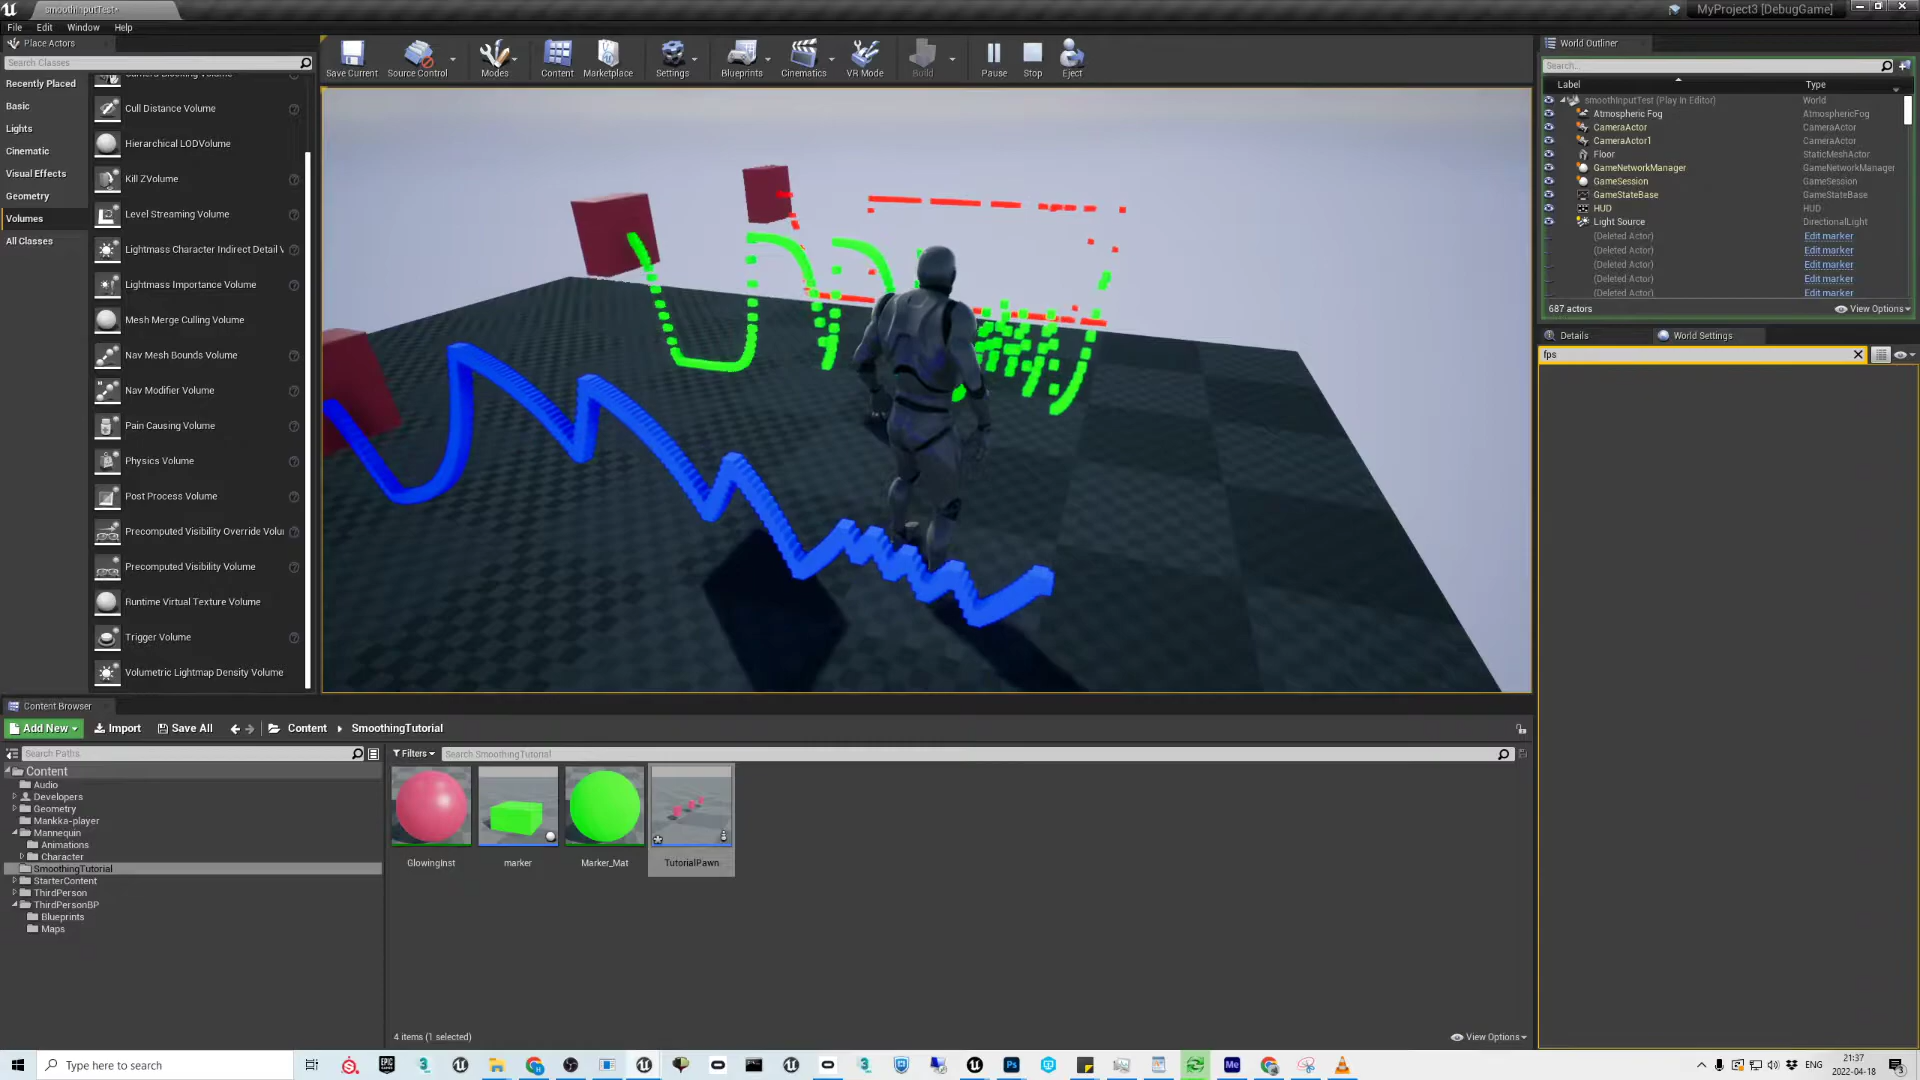 smoothInputTest*
MyProject3 [DebugGame]
File Edit Window Help
Place Actors
Search Classes
Recently Placed
Basic
Lights
Cinematic
Visual Effects
Geometry
Volumes
All Classes
Cull Distance Volume
Hierarchical LODVolume
Kill ZVolume
Level Streaming Volume
Lightmass Character Indirect Detail V
Lightmass Importance Volume
Mesh Merge Culling Volume
Nav Mesh Bounds Volume
Nav Modifier Volume
Pain Causing Volume
Physics Volume
Post Process Volume
Precomputed Visibility Override Volu
Precomputed Visibility Volume
Runtime Virtual Texture Volume
Trigger Volume
Volumetric Lightmap Density Volume
Save Current Source Control Modes Content Marketplace Settings Blueprints Cinematics VR Mode Build Pause Stop Eject
World Outliner
Search...
Label Type
smoothInputTest (Play In Editor) World
Atmospheric Fog AtmosphericFog
CameraActor CameraActor
CameraActor1 CameraActor
Floor StaticMeshActor
GameNetworkManager GameNetworkManager
GameSession GameSession
GameStateBase GameStateBase
HUD HUD
Light Source DirectionalLight
(Deleted Actor) Edit marker
(Deleted Actor) Edit marker
(Deleted Actor) Edit marker
(Deleted Actor) Edit marker
(Deleted Actor) Edit marker
687 actors View Options
Details World Settings
fps
Content Browser
Add New Import Save All Content SmoothingTutorial
Search Paths
Filters Search SmoothingTutorial
Content
Audio
Developers
Geometry
Mankka-player
Mannequin
Animations
Character
SmoothingTutorial
StarterContent
ThirdPerson
ThirdPersonBP
Blueprints
Maps
GlowingInst marker Marker_Mat TutorialPawn
4 items (1 selected) View Options
Type here to search
ENG
21:37
2022-04-18